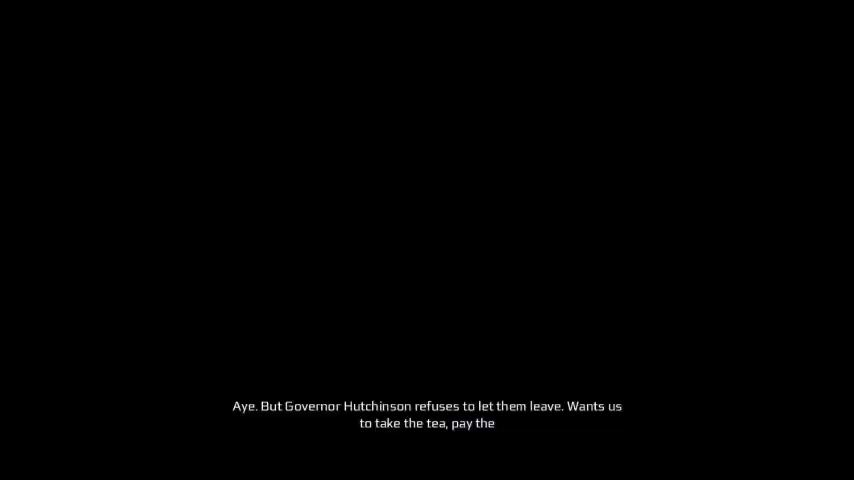 Aye. But Governor Hutchinson refuses to let them leave. Wants us
to take the tea, pay the